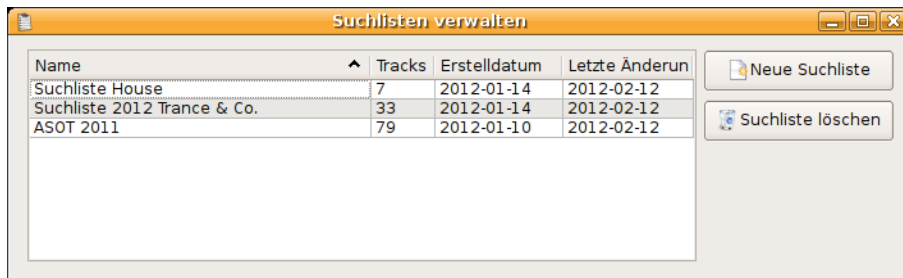 Suchlisten verwalten
Name Tracks Erstelldatum Letzte Änderun
Suchliste House 7 2012-01-14 2012-02-12
Suchliste 2012 Trance & Co. 33 2012-01-14 2012-02-12
ASOT 2011 79 2012-01-10 2012-02-12
Neue Suchliste
Suchliste löschen